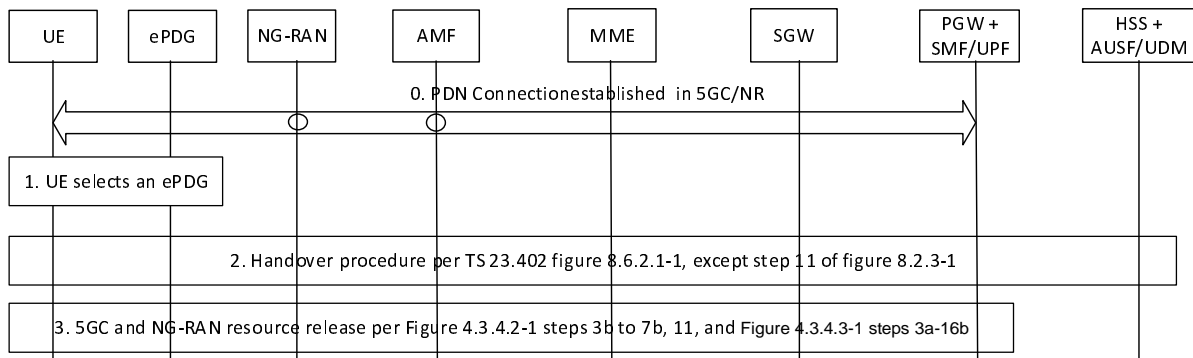 UE
ePDG
NG-RAN
AMF
MME
SGW
PGW +
SMF/UPF
HSS +
AUSF/UDM
0. PDN Connectionestablished in 5GC/NR
1. UE selects an ePDG
2. Handover procedure per TS 23.402 figure 8.6.2.1-1, except step 11 of figure 8.2.3-1
3. 5GC and NG-RAN resource release per Figure 4.3.4.2-1 steps 3b to 7b, 11, and Figure 4.3.4.3-1 steps 3a-16b